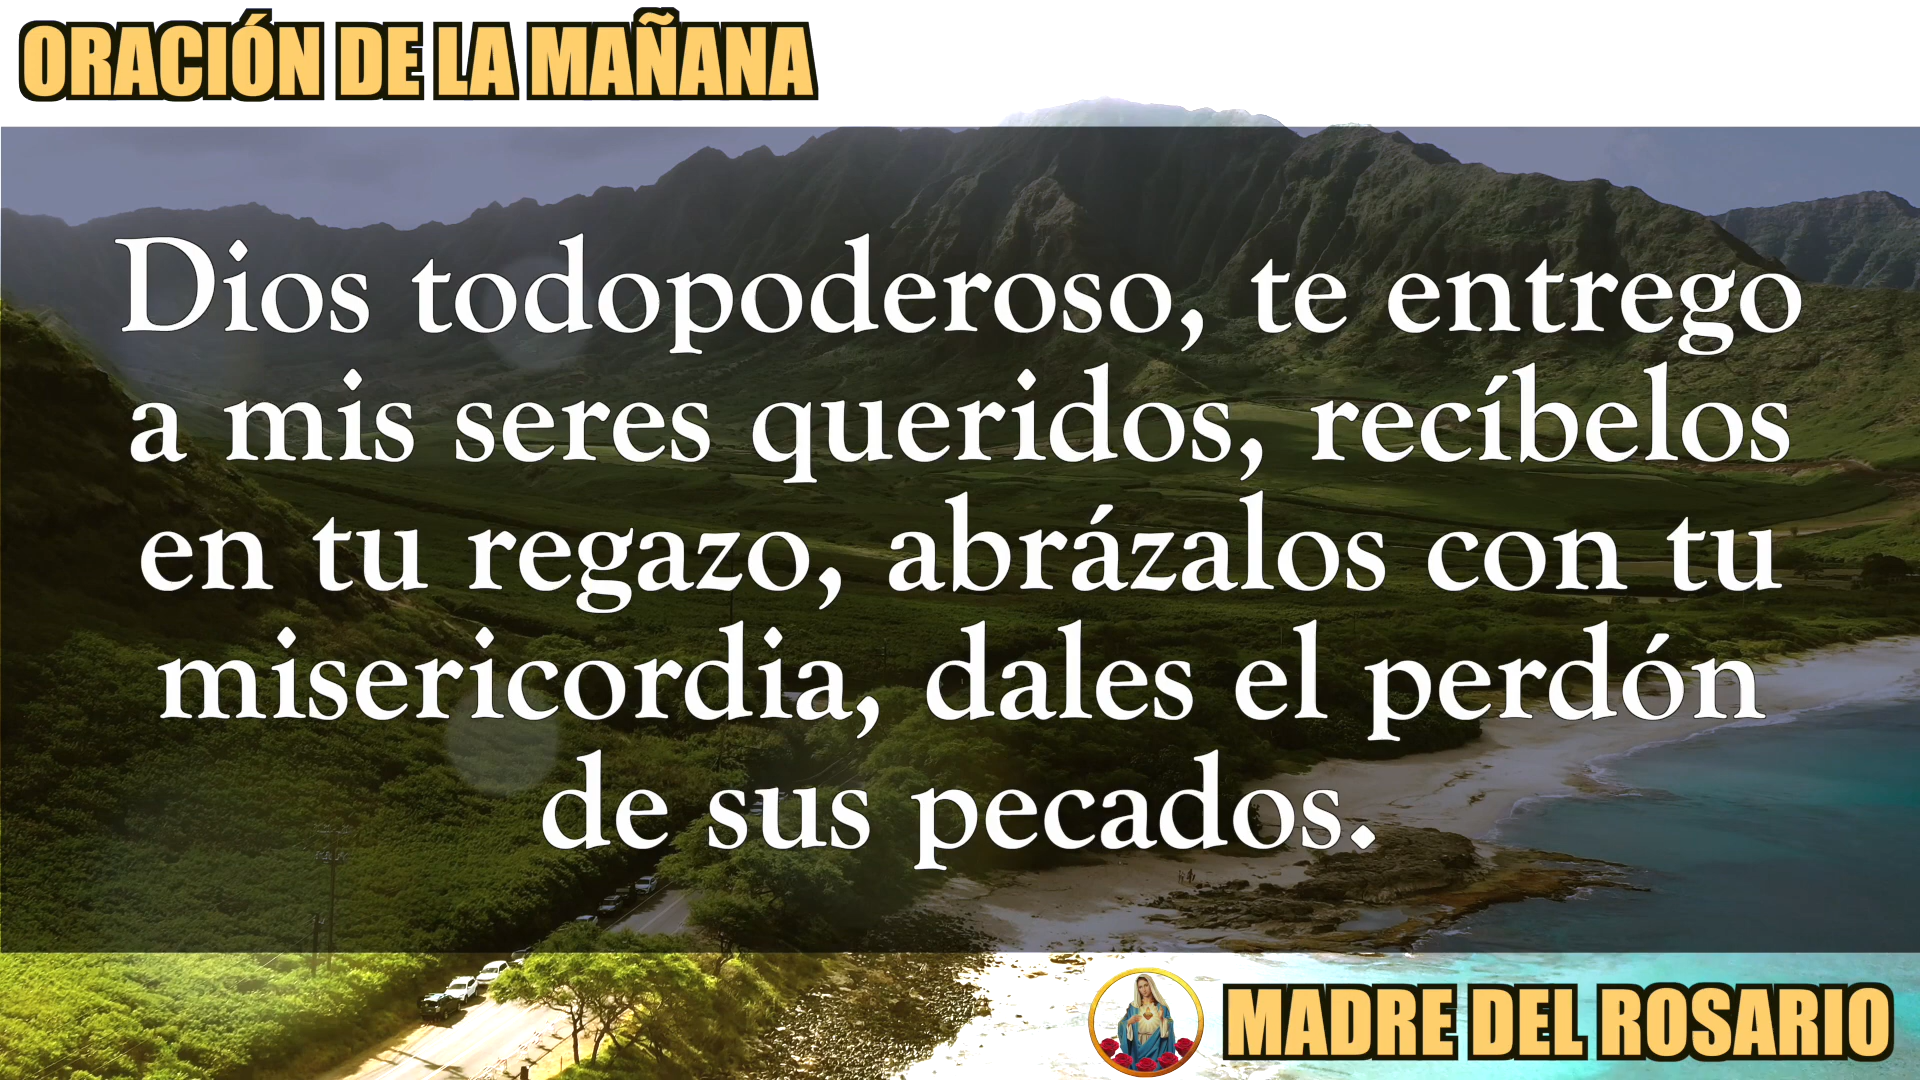 ORACIÓN DE LA MAÑANA
Dios todopoderoso, te entrego
a mis seres queridos, recíbelos
en tu regazo, abrázalos con tu
misericordia, dales el perdón
de sus pecados.
MADRE DEL ROSARIO